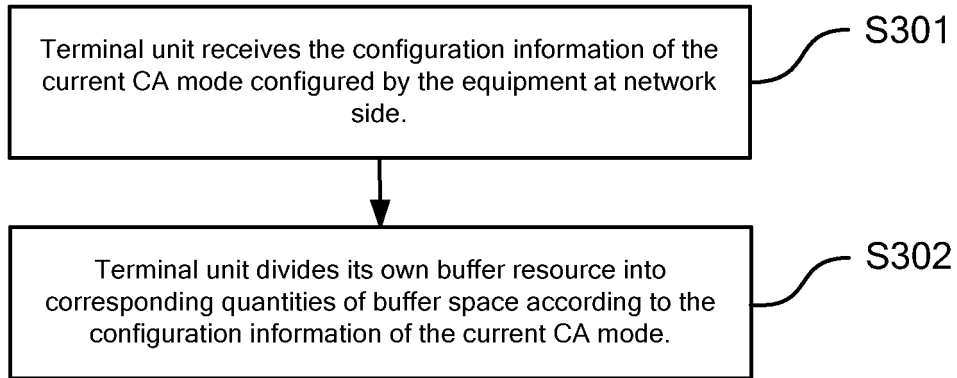 Terminal unit receives the configuration information of the
current CA mode configured by the equipment at network
side.
S301
Terminal unit divides its own buffer resource into
corresponding quantities of buffer space according to the
configuration information of the current CA mode.
S302